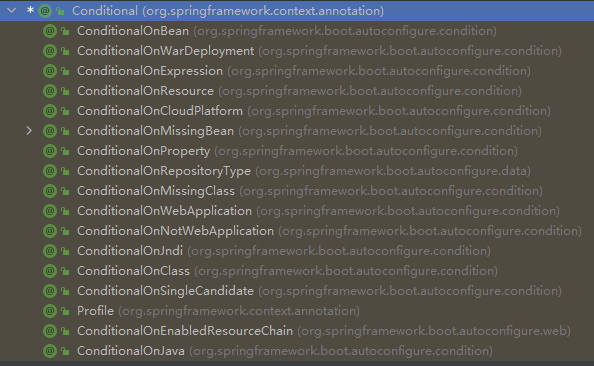 * Conditional (org.springframework.context.annotation)
ConditionalOnBean (org.springframework.boot.autoconfigure.condition)
ConditionalOnWarDeployment (org.springframework.boot.autoconfigure.condition)
ConditionalOnExpression (org.springframework.boot.autoconfigure.condition)
ConditionalOnResource (org.springframework.boot.autoconfigure.condition)
ConditionalOnCloudPlatform (org.springframework.boot.autoconfigure.condition)
ConditionalOnMissingBean (org.springframework.boot.autoconfigure.condition)
ConditionalOnProperty (org.springframework.boot.autoconfigure.condition)
ConditionalOnRepositoryType (org.springframework.boot.autoconfigure.data)
ConditionalOnMissingClass (org.springframework.boot.autoconfigure.condition)
ConditionalOnWebApplication (org.springframework.boot.autoconfigure.condition)
ConditionalOnNotWebApplication (org.springframework.boot.autoconfigure.condition)
ConditionalOnJndi (org.springframework.boot.autoconfigure.condition)
ConditionalOnClass (org.springframework.boot.autoconfigure.condition)
ConditionalOnSingleCandidate (org.springframework.boot.autoconfigure.condition)
Profile (org.springframework.context.annotation)
ConditionalOnEnabledResourceChain (org.springframework.boot.autoconfigure.web)
ConditionalOnJava (org.springframework.boot.autoconfigure.condition)